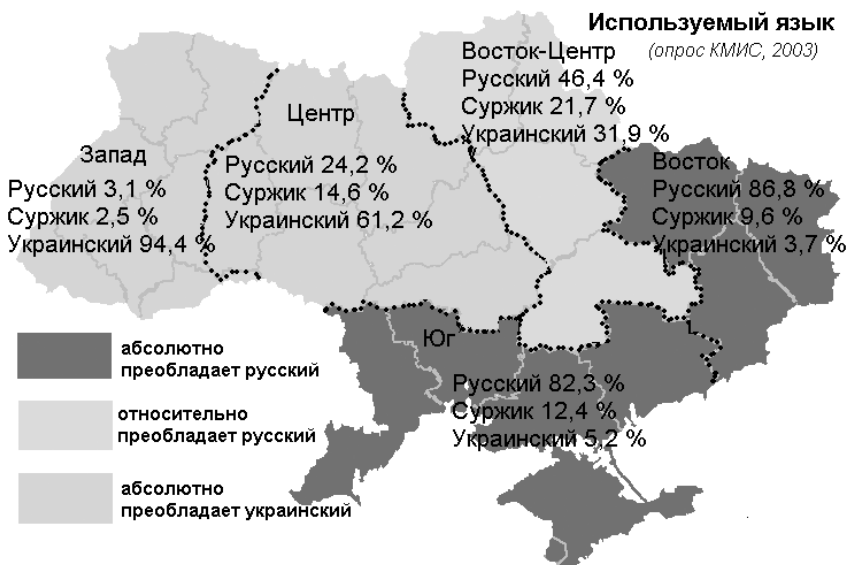 Используемый язык
(опрос КМИС, 2003)
Восток-Центр
Русский 46,4 %
Суржик 21,7 %
Украинский 31,9 %
Центр
Русский 24,2 %
Суржик 14,6 %
Украинский 61,2 %
Запад
Русский 3,1 %
Суржик 2,5 %
Украинский 94,4 %
Восток
Русский 86,8 %
Суржик 9,6 %
Украинский 3,7 %
Юг
Русский 82,3 %
Суржик 12,4 %
Украинский 5,2 %
абсолютно
преобладает русский
относительно
преобладает русский
абсолютно
преобладает украинский